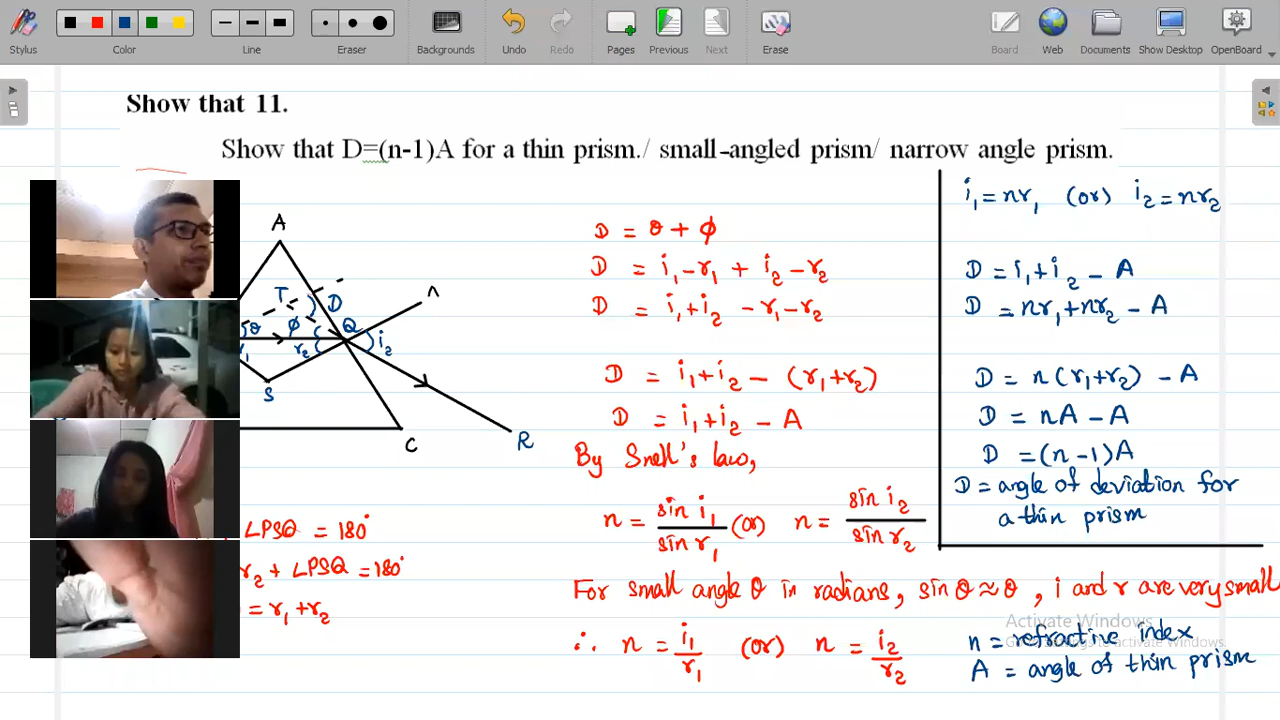 Stylus Color Line Eraser Backgrounds Undo Redo Pages Previous Next Erase Board Web Documents Show Desktop OpenBoard
Show that 11.
Show that D=(n-1)A for a thin prism./ small-angled prism/ narrow angle prism.
A
T D
θ φ Q
r₂ i₂
S
C
R
∠PSQ = 180°
r₂ + ∠PSQ = 180°
= r₁ + r₂
D = θ + φ
D = i₁ - r₁ + i₂ - r₂
D = i₁ + i₂ - r₁ - r₂
D = i₁ + i₂ - (r₁ + r₂)
D = i₁ + i₂ - A
By Snell's law,
n = sin i₁ / sin r₁ (or) n = sin i₂ / sin r₂
For small angle θ in radians, sin θ ≈ θ, i and r are very small
∴ n = i₁ / r₁ (or) n = i₂ / r₂
i₁ = nr₁ (or) i₂ = nr₂
D = i₁ + i₂ - A
D = nr₁ + nr₂ - A
D = n(r₁ + r₂) - A
D = nA - A
D = (n - 1)A
D = angle of deviation for
a thin prism
Activate Windows
n = refractive index
A = angle of thin prism